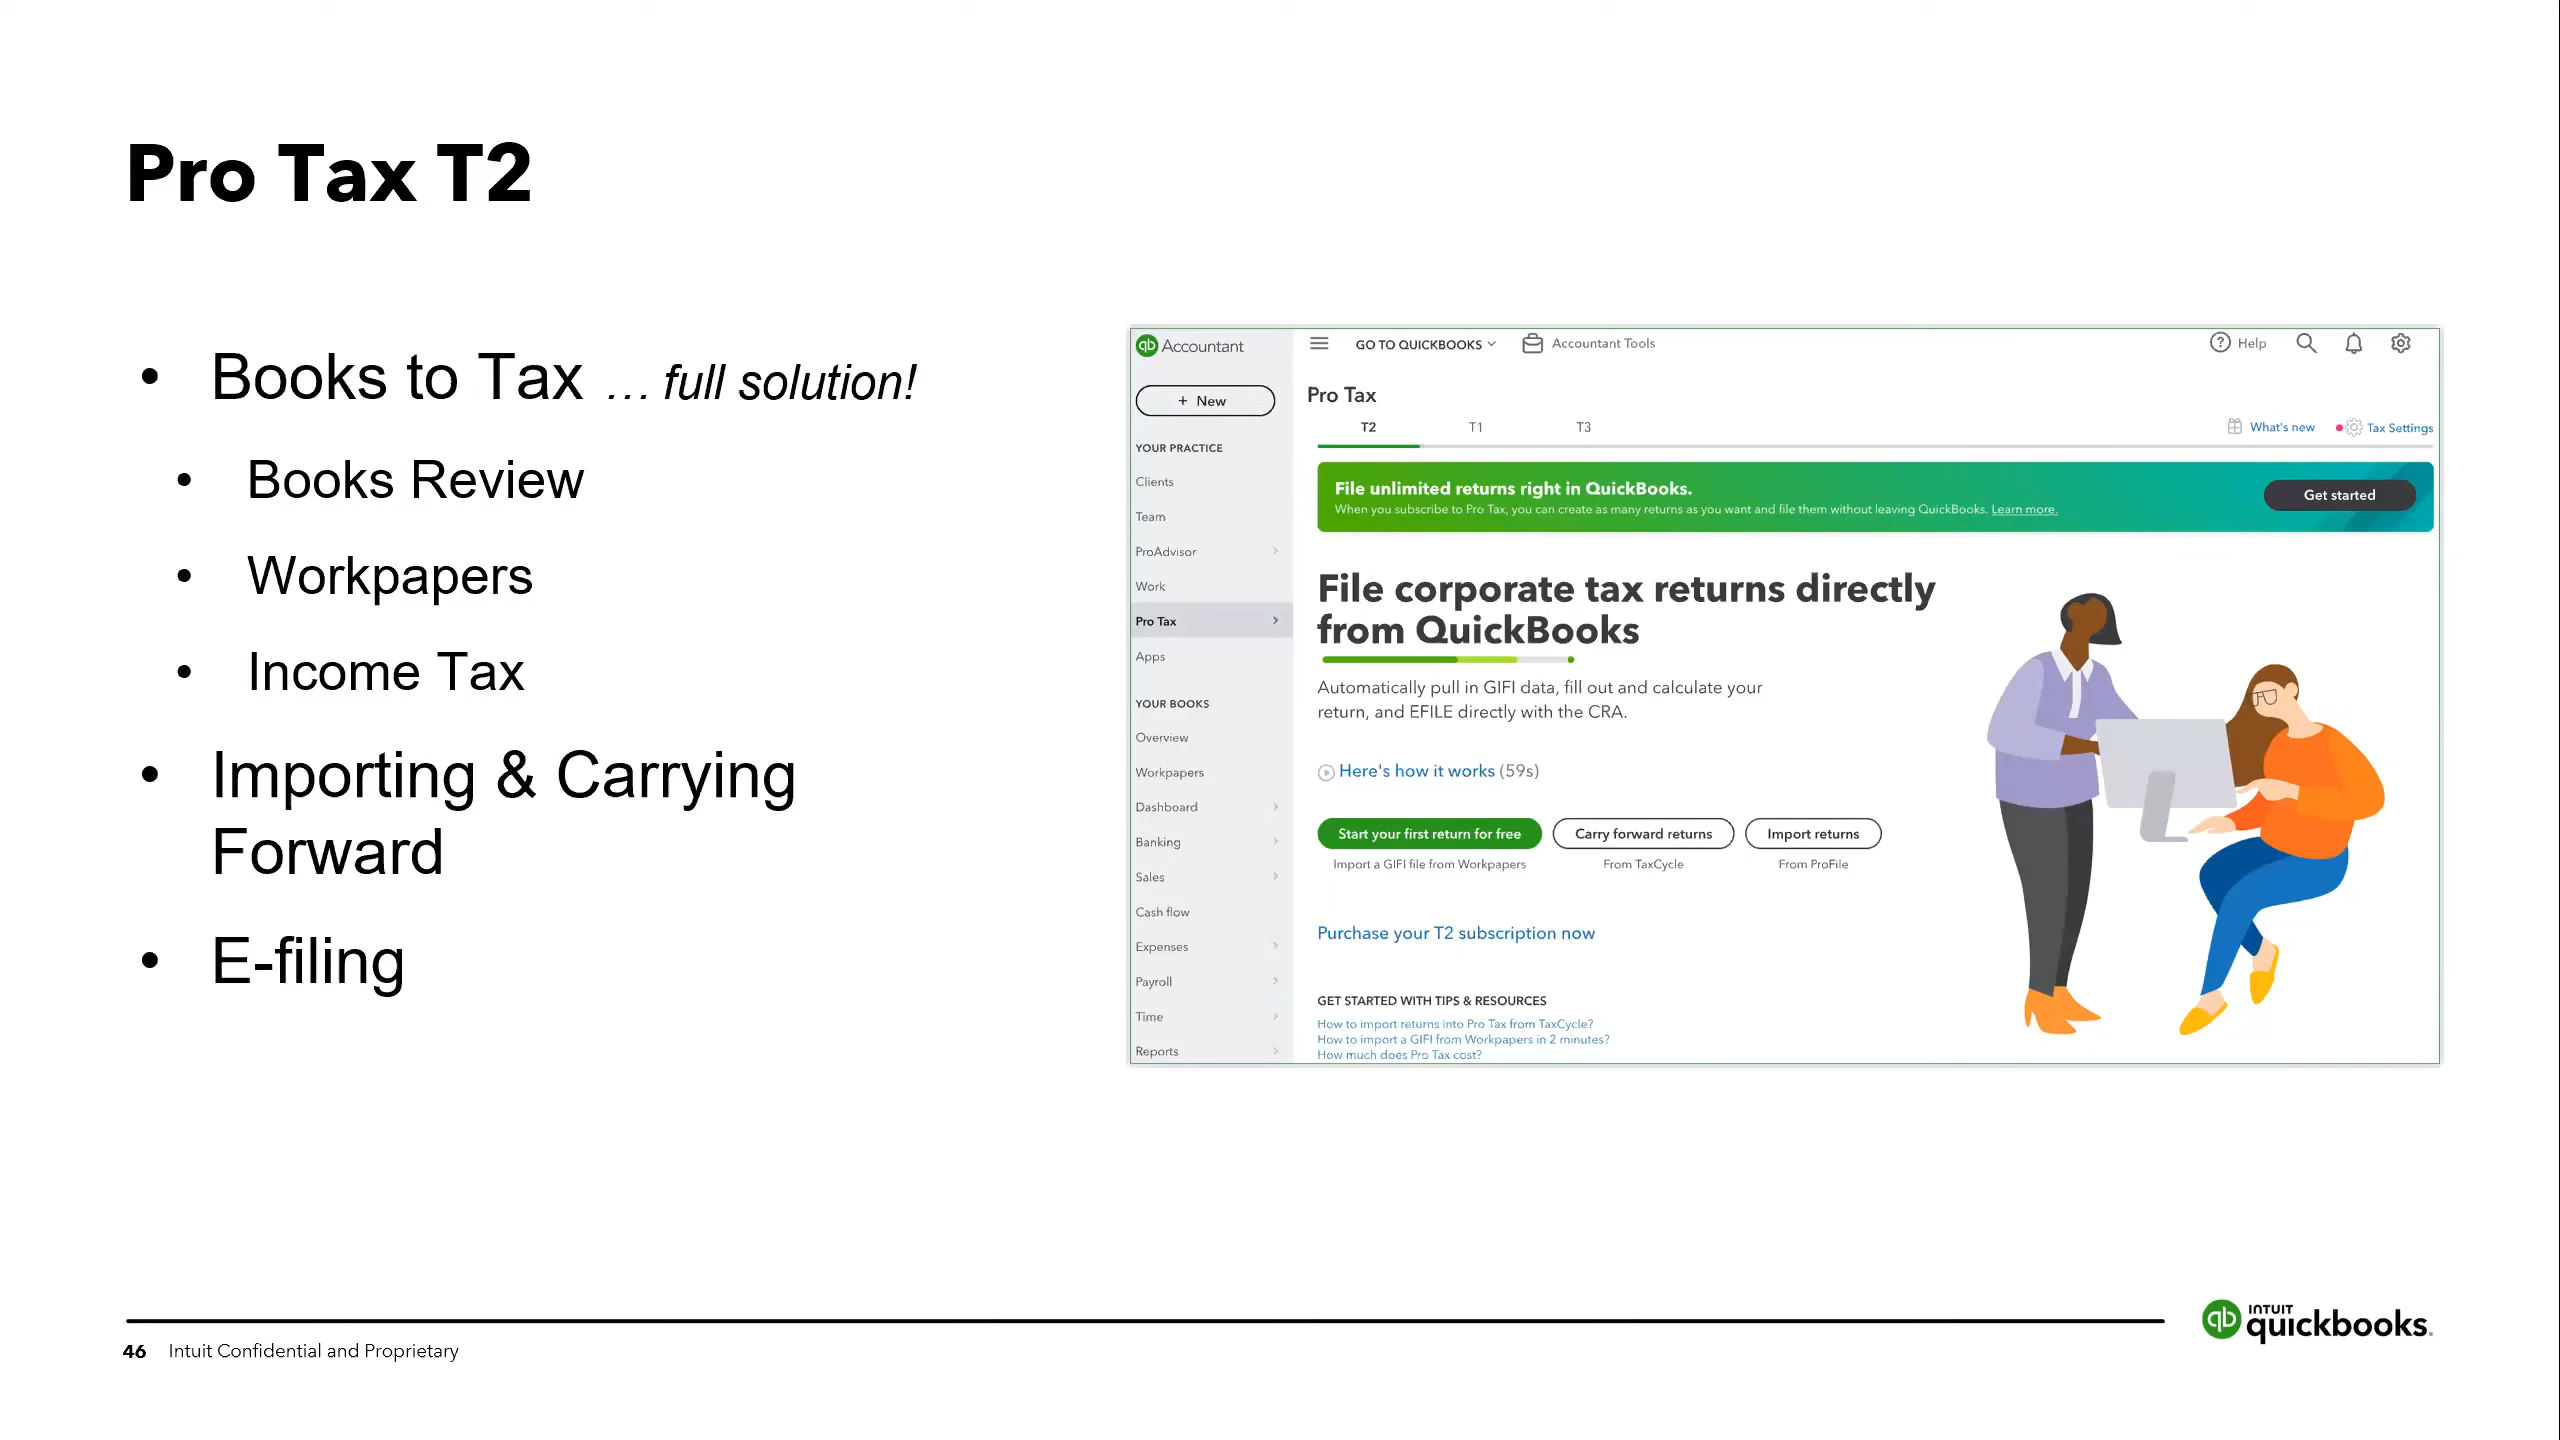 Pro Tax T2
• Books to Tax … full solution!
• Books Review
• Workpapers
• Income Tax
• Importing & Carrying
Forward
• E-filing
qb Accountant
+ New
YOUR PRACTICE
Clients
Team
ProAdvisor
Work
Pro Tax
Apps
YOUR BOOKS
Overview
Workpapers
Dashboard
Banking
Sales
Cash flow
Expenses
Payroll
Time
Reports
GO TO QUICKBOOKS
Accountant Tools
Help
Pro Tax
T2 T1 T3
What's new
Tax Settings
File unlimited returns right in QuickBooks.
When you subscribe to Pro Tax, you can create as many returns as you want and file them without leaving QuickBooks. Learn more.
Get started
File corporate tax returns directly
from QuickBooks
Automatically pull in GIFI data, fill out and calculate your
return, and EFILE directly with the CRA.
Here's how it works (59s)
Start your first return for free
Carry forward returns
Import returns
Import a GIFI file from Workpapers
From TaxCycle
From ProFile
Purchase your T2 subscription now
GET STARTED WITH TIPS & RESOURCES
How to import returns into Pro Tax from TaxCycle?
How to import a GIFI from Workpapers in 2 minutes?
How much does Pro Tax cost?
46 Intuit Confidential and Proprietary
qb INTUIT
quickbooks.